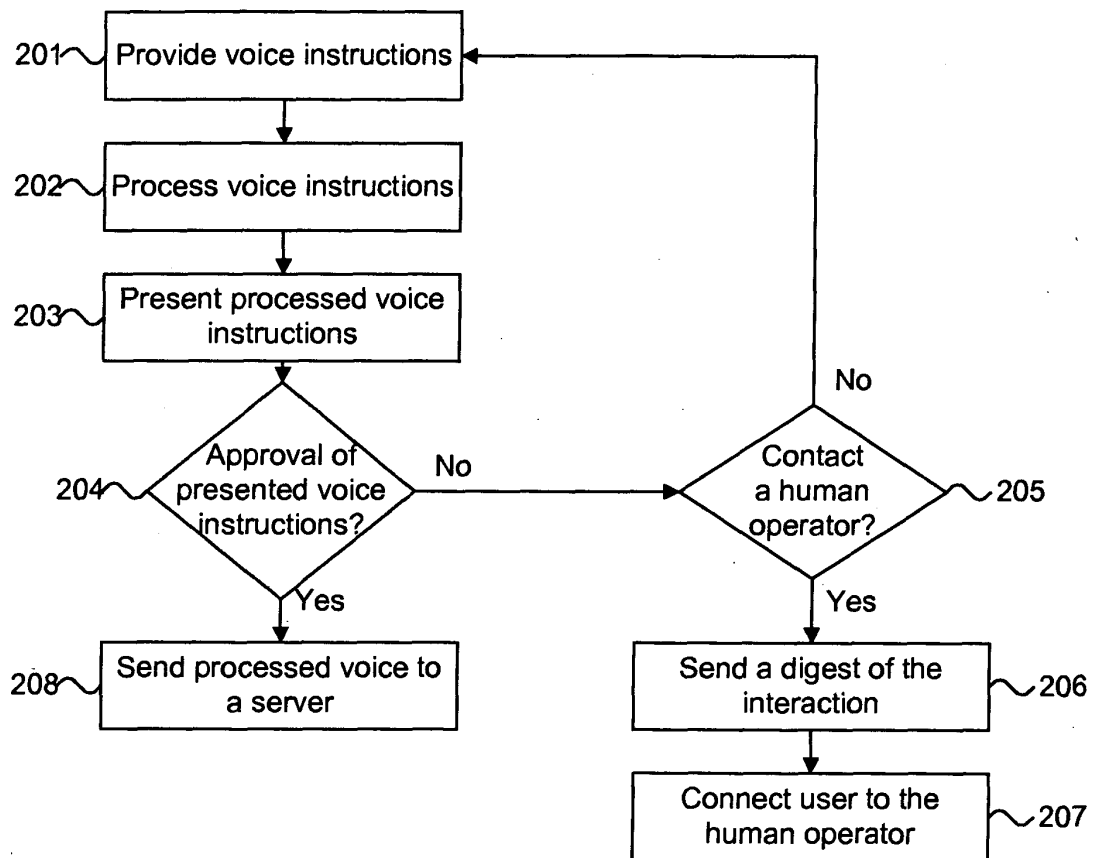 201 Provide voice instructions
202 Process voice instructions
203 Present processed voice
instructions
No
204 Approval of
presented voice
instructions?
No
Contact
a human
operator?
205
Yes
Yes
208 Send processed voice to
a server
Send a digest of the
interaction
206
Connect user to the
human operator
207